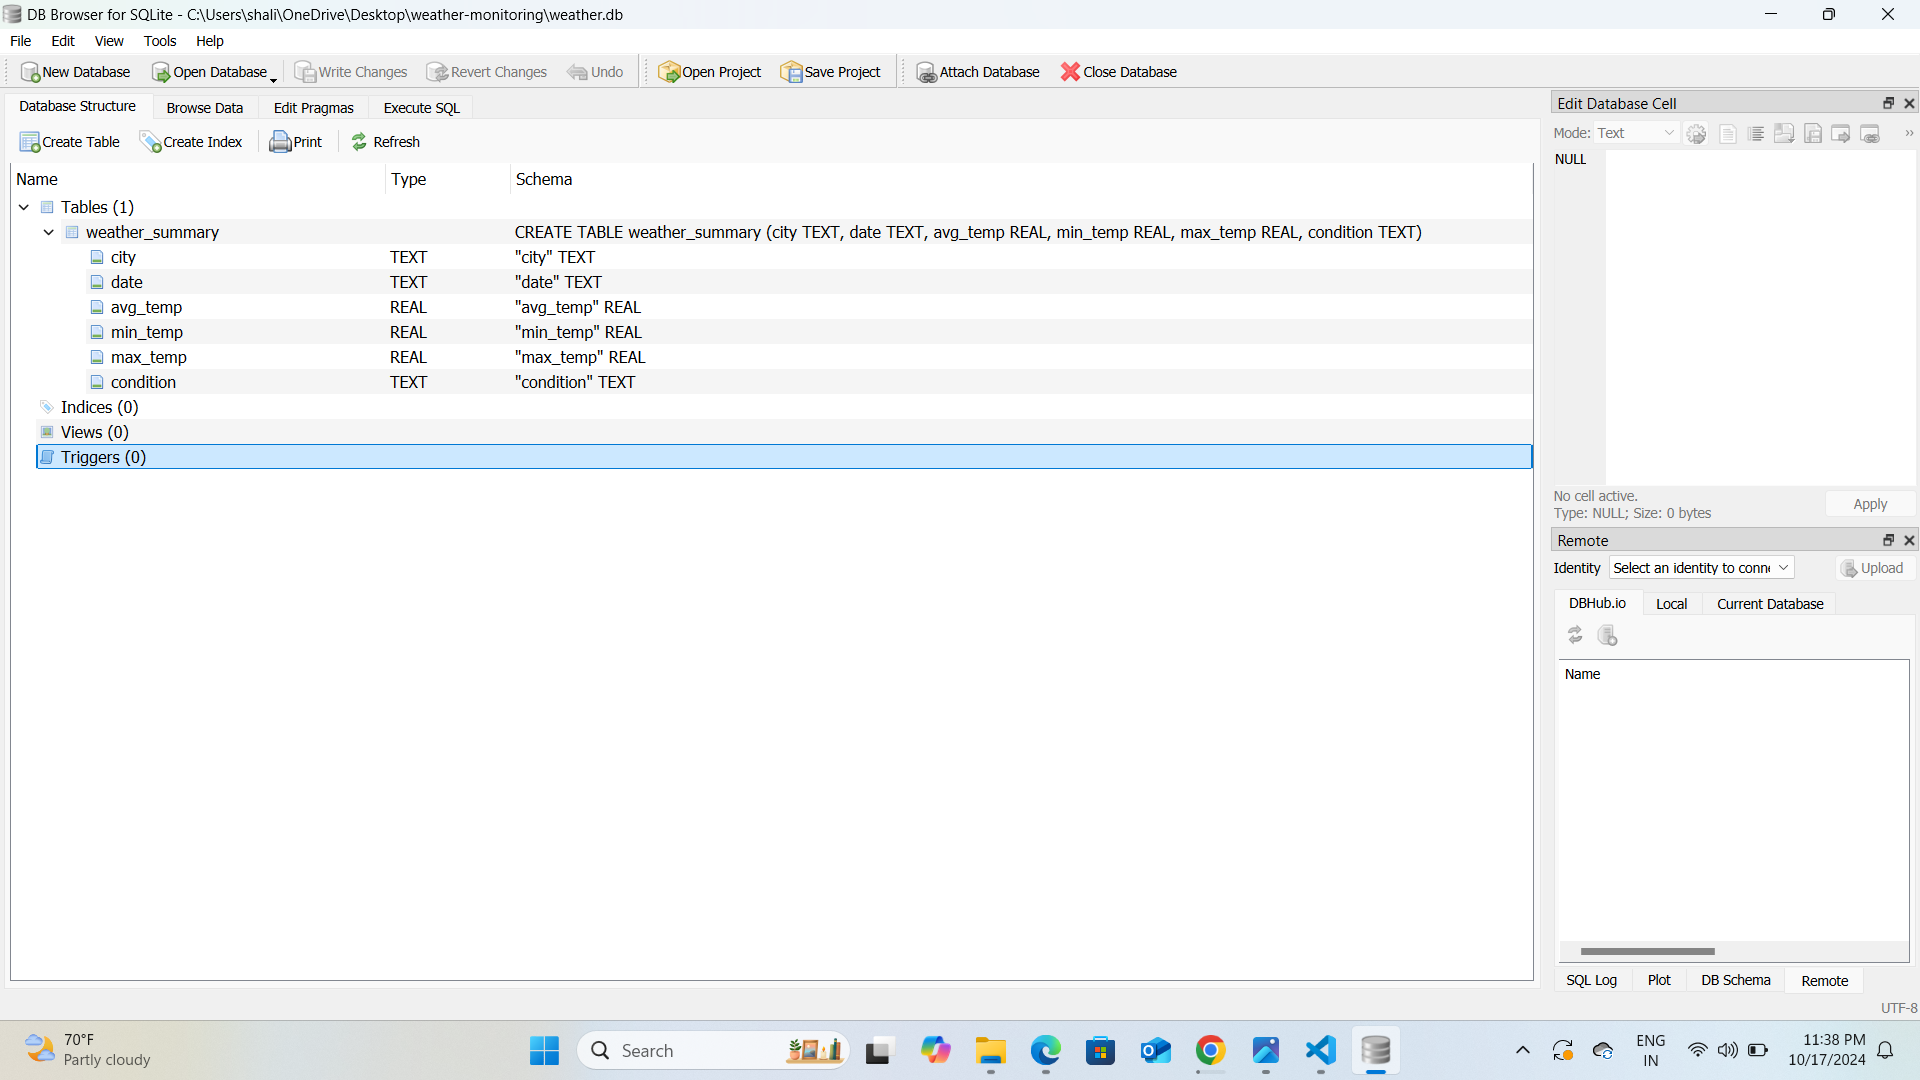 DB Browser for SQLite - C:\Users\shali\OneDrive\Desktop\weather-monitoring\weather.db
File Edit View Tools Help
New Database Open Database Write Changes Revert Changes Undo Open Project Save Project Attach Database Close Database
Database Structure Browse Data Edit Pragmas Execute SQL
Create Table Create Index Print Refresh
Name Type Schema
Tables (1)
weather_summary CREATE TABLE weather_summary (city TEXT, date TEXT, avg_temp REAL, min_temp REAL, max_temp REAL, condition TEXT)
city TEXT "city" TEXT
date TEXT "date" TEXT
avg_temp REAL "avg_temp" REAL
min_temp REAL "min_temp" REAL
max_temp REAL "max_temp" REAL
condition TEXT "condition" TEXT
Indices (0)
Views (0)
Triggers (0)
Edit Database Cell
Mode: Text
NULL
No cell active.
Type: NULL; Size: 0 bytes
Apply
Remote
Identity Select an identity to conne Upload
DBHub.io Local Current Database
Name
SQL Log Plot DB Schema Remote
UTF-8
70°F
Partly cloudy
Search
ENG
IN
11:38 PM
10/17/2024